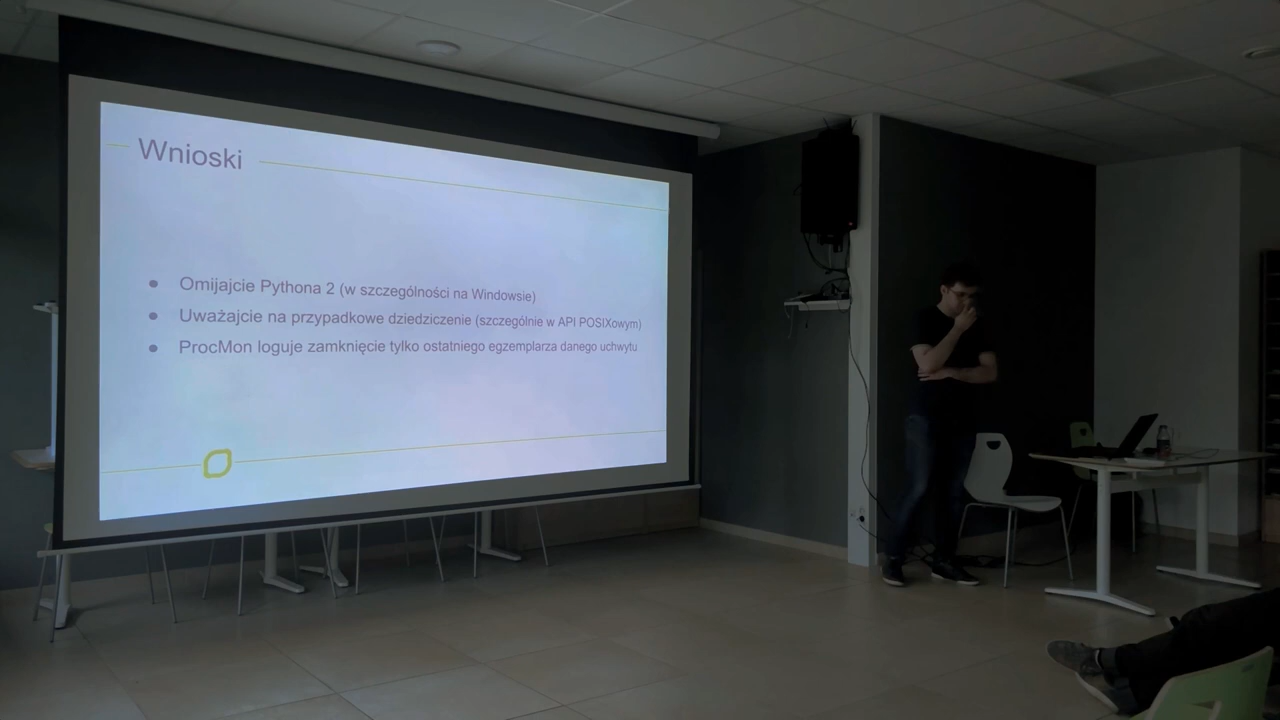 Wnioski
● Omijajcie Pythona 2 (w szczególności na Windowsie)
● Uważajcie na przypadkowe dziedziczenie (szczególnie w API POSIXowym)
● ProcMon loguje zamknięcie tylko ostatniego egzemplarza danego uchwytu